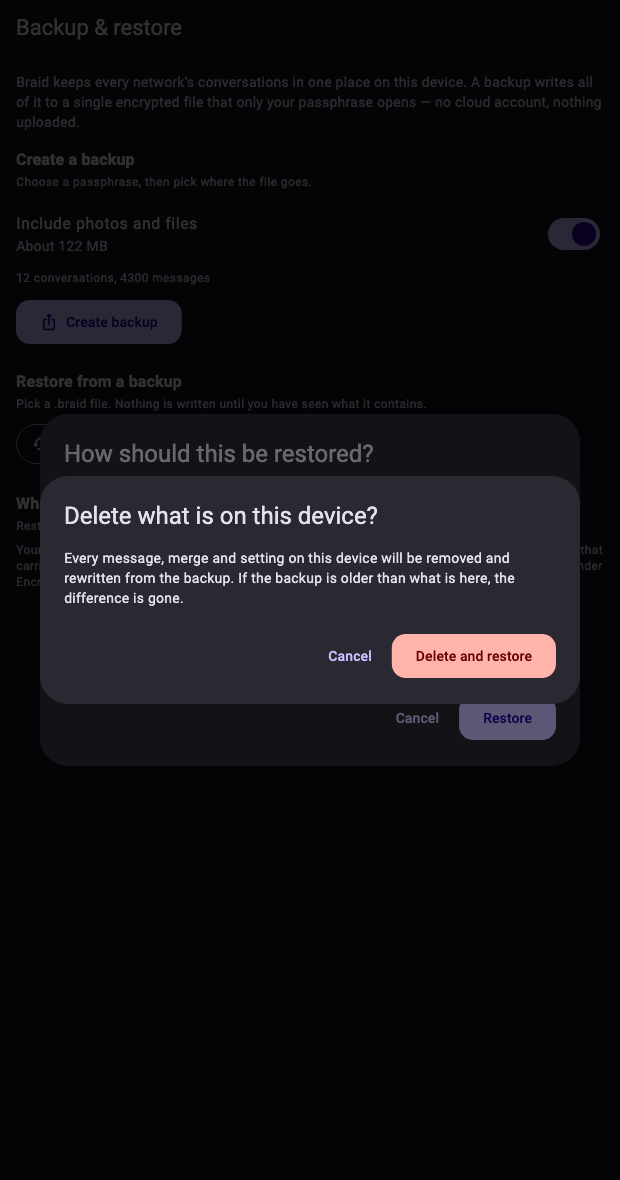 Backup & restore
Braid keeps every network's conversations in one place on this device. A backup writes all
of it to a single encrypted file that only your passphrase opens — no cloud account, nothing
uploaded.
Create a backup
Choose a passphrase, then pick where the file goes.
Include photos and files
About 122 MB
12 conversations, 4300 messages
Create backup
Restore from a backup
Pick a .braid file. Nothing is written until you have seen what it contains.
How should this be restored?
Delete what is on this device?
Every message, merge and setting on this device will be removed and
rewritten from the backup. If the backup is older than what is here, the
difference is gone.
Cancel
Delete and restore
that
Cancel
Restore